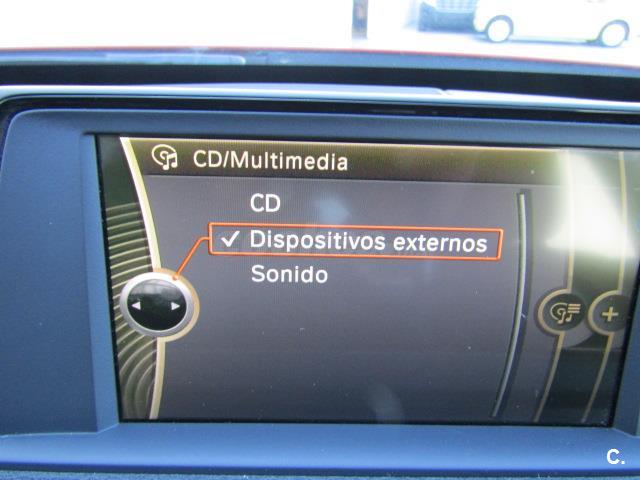 CD/Multimedia
CD
✓ Dispositivos externos
Sonido
C.